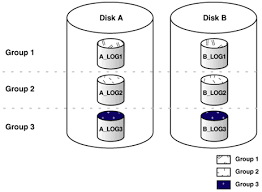 Disk A Disk B
Group 1 A_LOG1 B_LOG1
Group 2 A_LOG2 B_LOG2
Group 3 A_LOG3 B_LOG3
Group 1
Group 2
Group 3